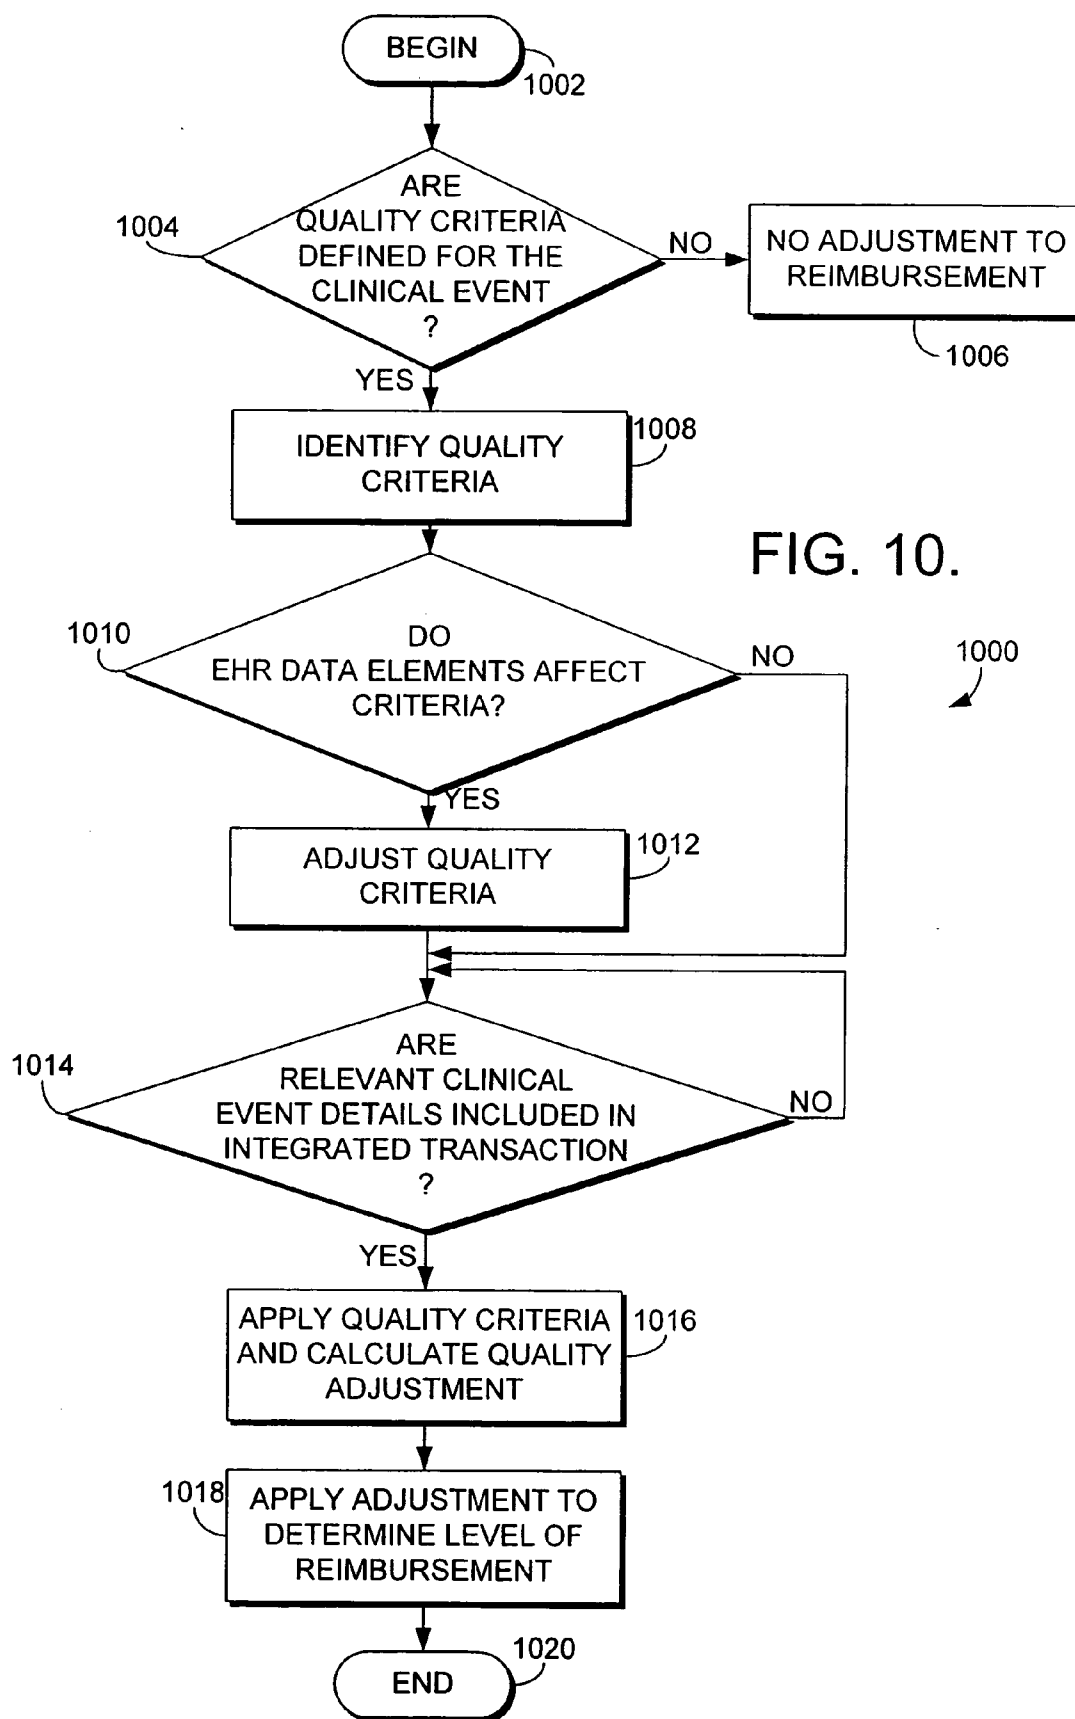 BEGIN
1002
ARE
QUALITY CRITERIA
DEFINED FOR THE
CLINICAL EVENT
?
1004
NO
NO ADJUSTMENT TO
REIMBURSEMENT
1006
YES
IDENTIFY QUALITY
CRITERIA
1008
FIG. 10.
1000
DO
EHR DATA ELEMENTS AFFECT
CRITERIA?
1010
NO
YES
ADJUST QUALITY
CRITERIA
1012
ARE
RELEVANT CLINICAL
EVENT DETAILS INCLUDED IN
INTEGRATED TRANSACTION
?
1014
NO
YES
APPLY QUALITY CRITERIA
AND CALCULATE QUALITY
ADJUSTMENT
1016
1018
APPLY ADJUSTMENT TO
DETERMINE LEVEL OF
REIMBURSEMENT
END
1020